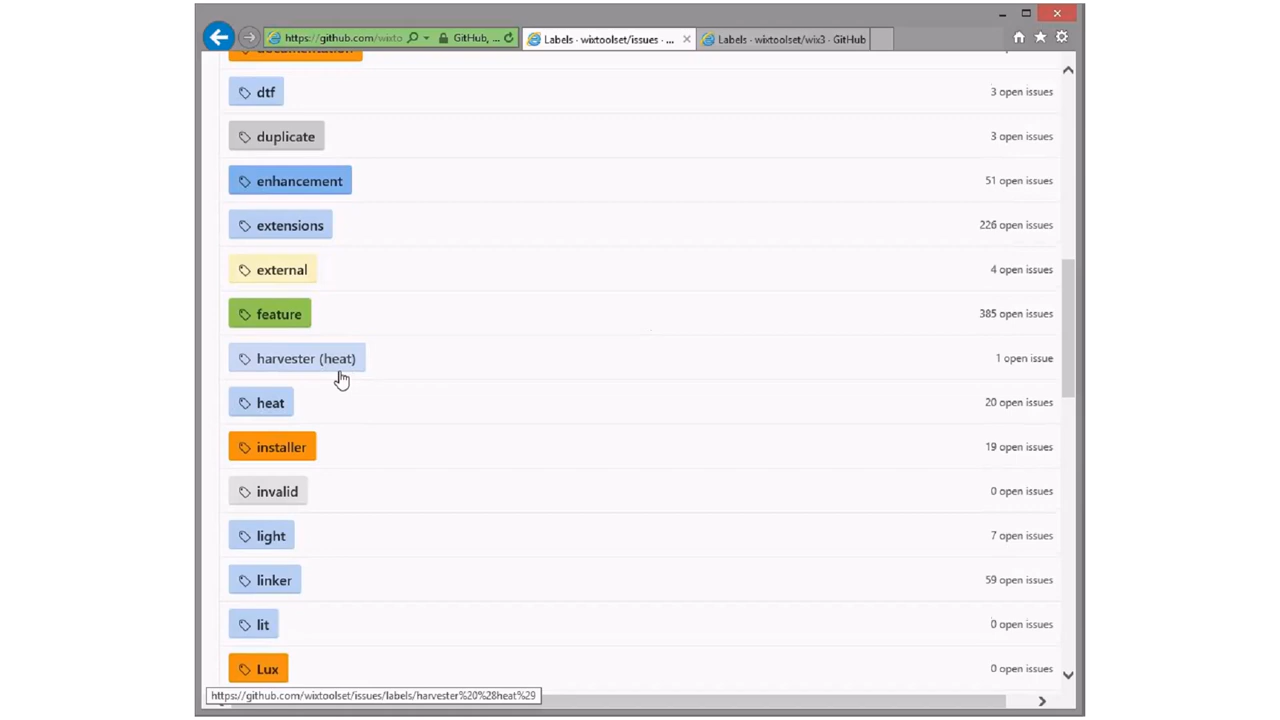 https://github.com/wixto
GitHub, ...
Labels · wixtoolset/issues · ...
Labels · wixtoolset/wix3 · GitHub
documentation
dtf
3 open issues
duplicate
3 open issues
enhancement
51 open issues
extensions
226 open issues
external
4 open issues
feature
385 open issues
harvester (heat)
1 open issue
heat
20 open issues
installer
19 open issues
invalid
0 open issues
light
7 open issues
linker
59 open issues
lit
0 open issues
Lux
0 open issues
https://github.com/wixtoolset/issues/labels/harvester%20%28heat%29